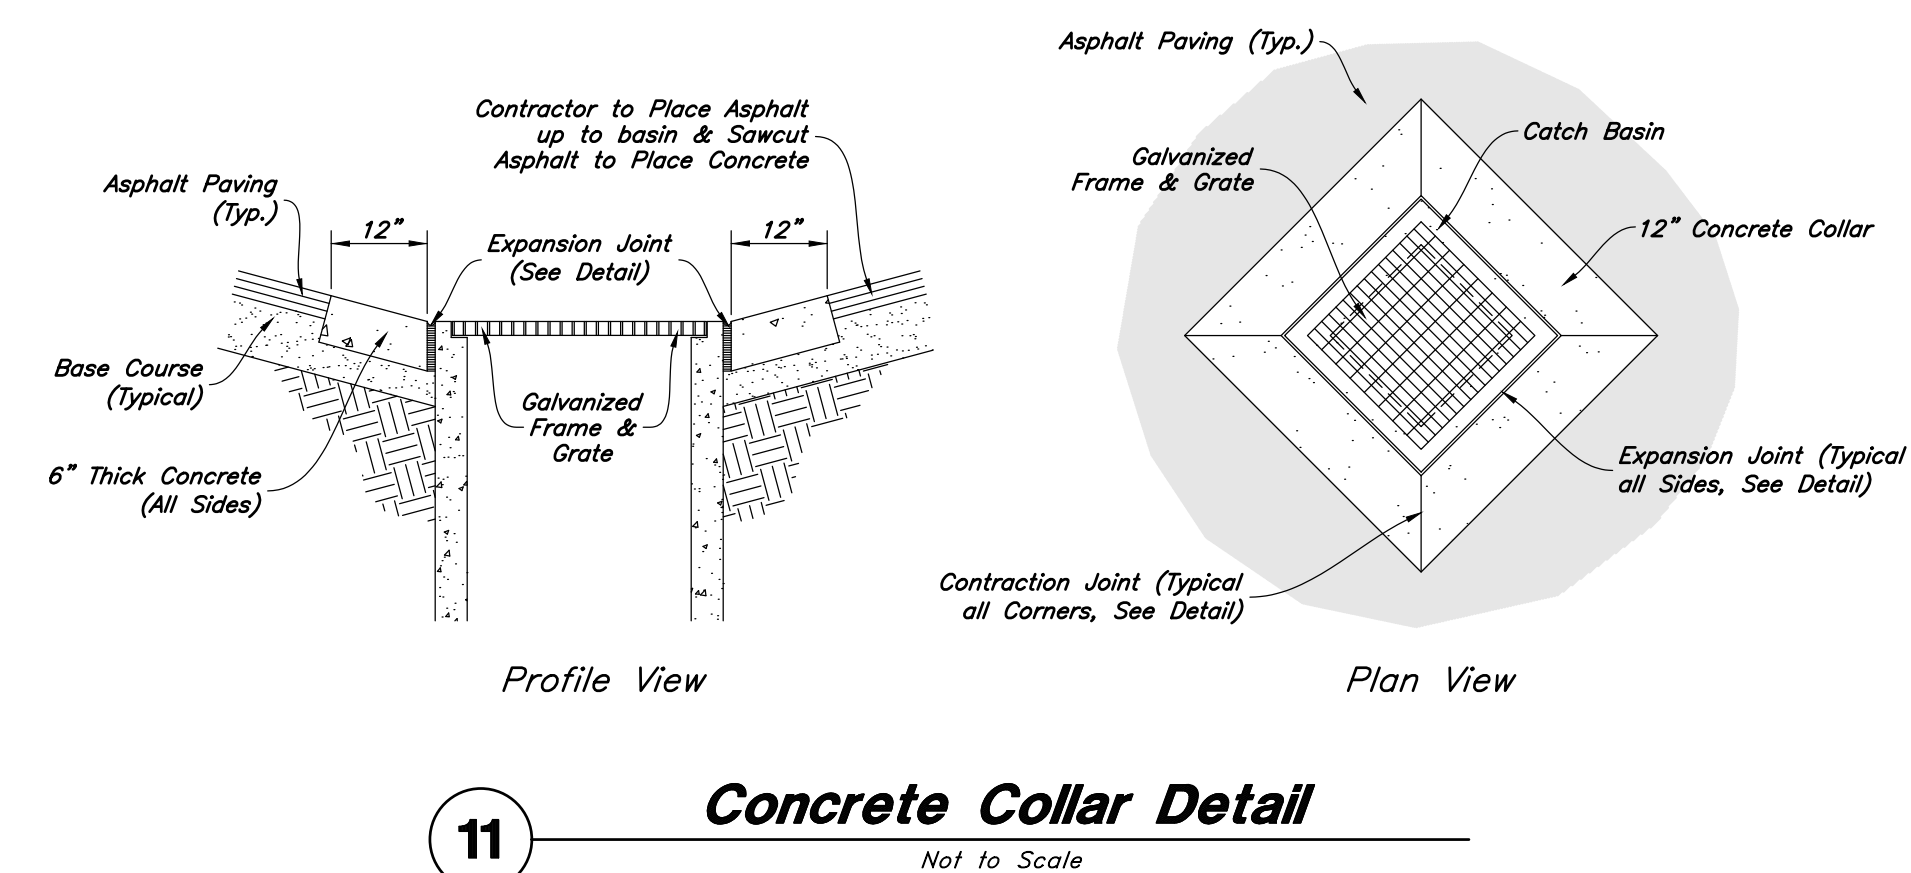 Contractor to Place Asphalt
up to basin & Sawcut
Asphalt to Place Concrete
Asphalt Paving
(Typ.)
12"
12"
Expansion Joint
(See Detail)
Base Course
(Typical)
Galvanized
Frame &
Grate
6" Thick Concrete
(All Sides)
Profile View
Asphalt Paving (Typ.)
Catch Basin
Galvanized
Frame & Grate
12" Concrete Collar
Expansion Joint (Typical
all Sides, See Detail)
Contraction Joint (Typical
all Corners, See Detail)
Plan View
11
Concrete Collar Detail
Not to Scale